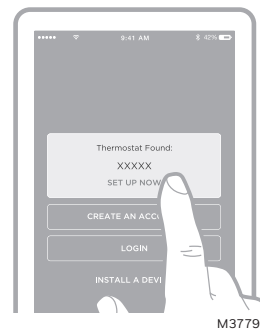 9:41 AM 42%
Thermostat Found:
XXXXX
SET UP NOW
CREATE AN ACCO
LOGIN
INSTALL A DEVI
M3779